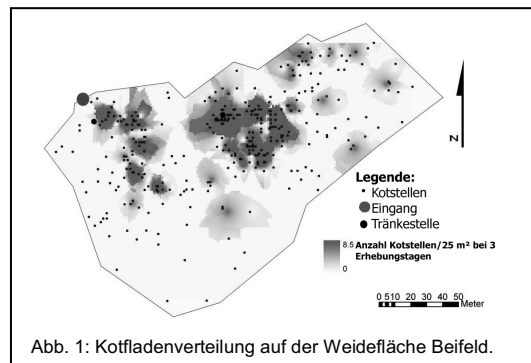 N
Legende:
Kotstellen
Eingang
Tränkestelle
8.5 Anzahl Kotstellen/25 m² bei 3
Erhebungstagen
0
0 5 10 20 30 40 50
Meter
Abb. 1: Kotfladenverteilung auf der Weidefläche Beifeld.